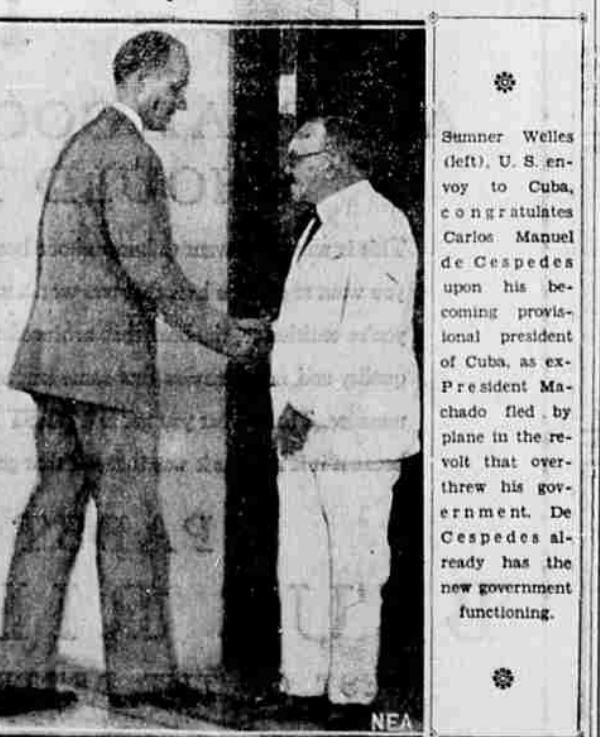 Sumner Welles
(left), U. S. en-
voy to Cuba,
congratulates
Carlos Manuel
de Cespedes
upon his be-
coming provis-
ional president
of Cuba, as ex-
President Ma-
chado fled by
plane in the re-
volt that over-
threw his gov-
ernment. De
Cespedes al-
ready has the
new government
functioning.
NEA